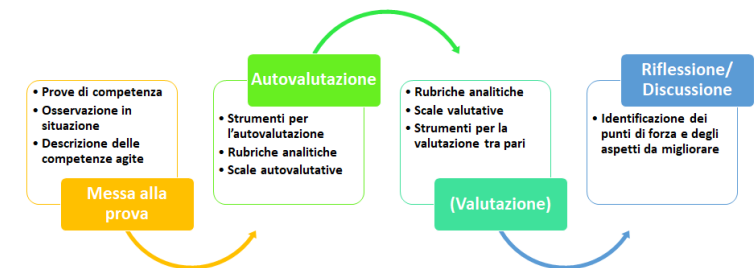 • Prove di competenza
• Osservazione in
situazione
• Descrizione delle
competenze agite
Messa alla
prova
Autovalutazione
• Strumenti per
l'autovalutazione
• Rubriche analitiche
• Scale autovalutative
• Rubriche analitiche
• Scale valutative
• Strumenti per la
valutazione tra pari
(Valutazione)
Riflessione/
Discussione
• Identificazione dei
punti di forza e degli
aspetti da migliorare